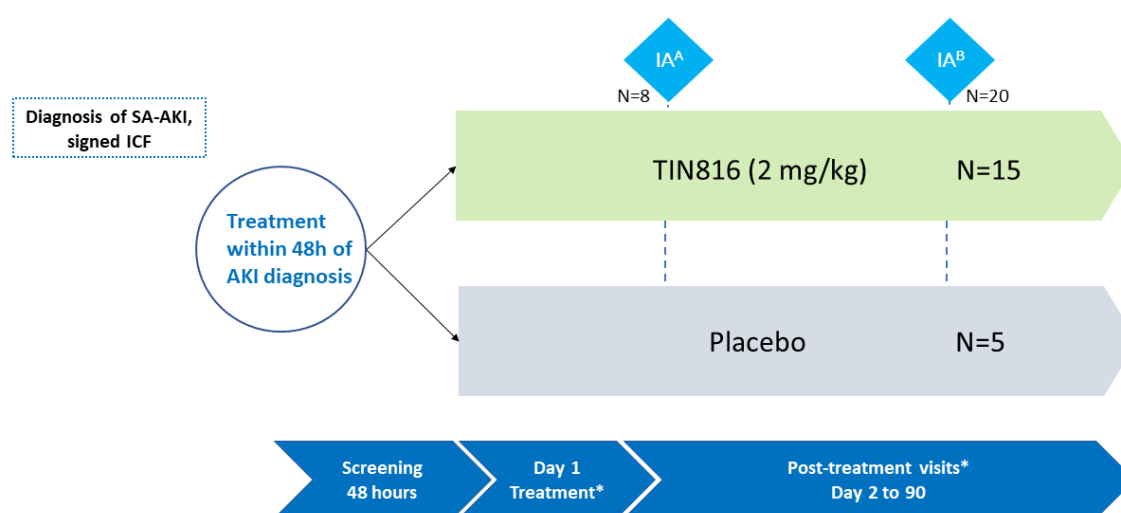 IAᴬ
IAᴮ
N=8
N=20
Diagnosis of SA-AKI,
signed ICF
TIN816 (2 mg/kg)
N=15
Treatment
within 48h of
AKI diagnosis
Placebo
N=5
Screening
48 hours
Day 1
Treatment*
Post-treatment visits*
Day 2 to 90